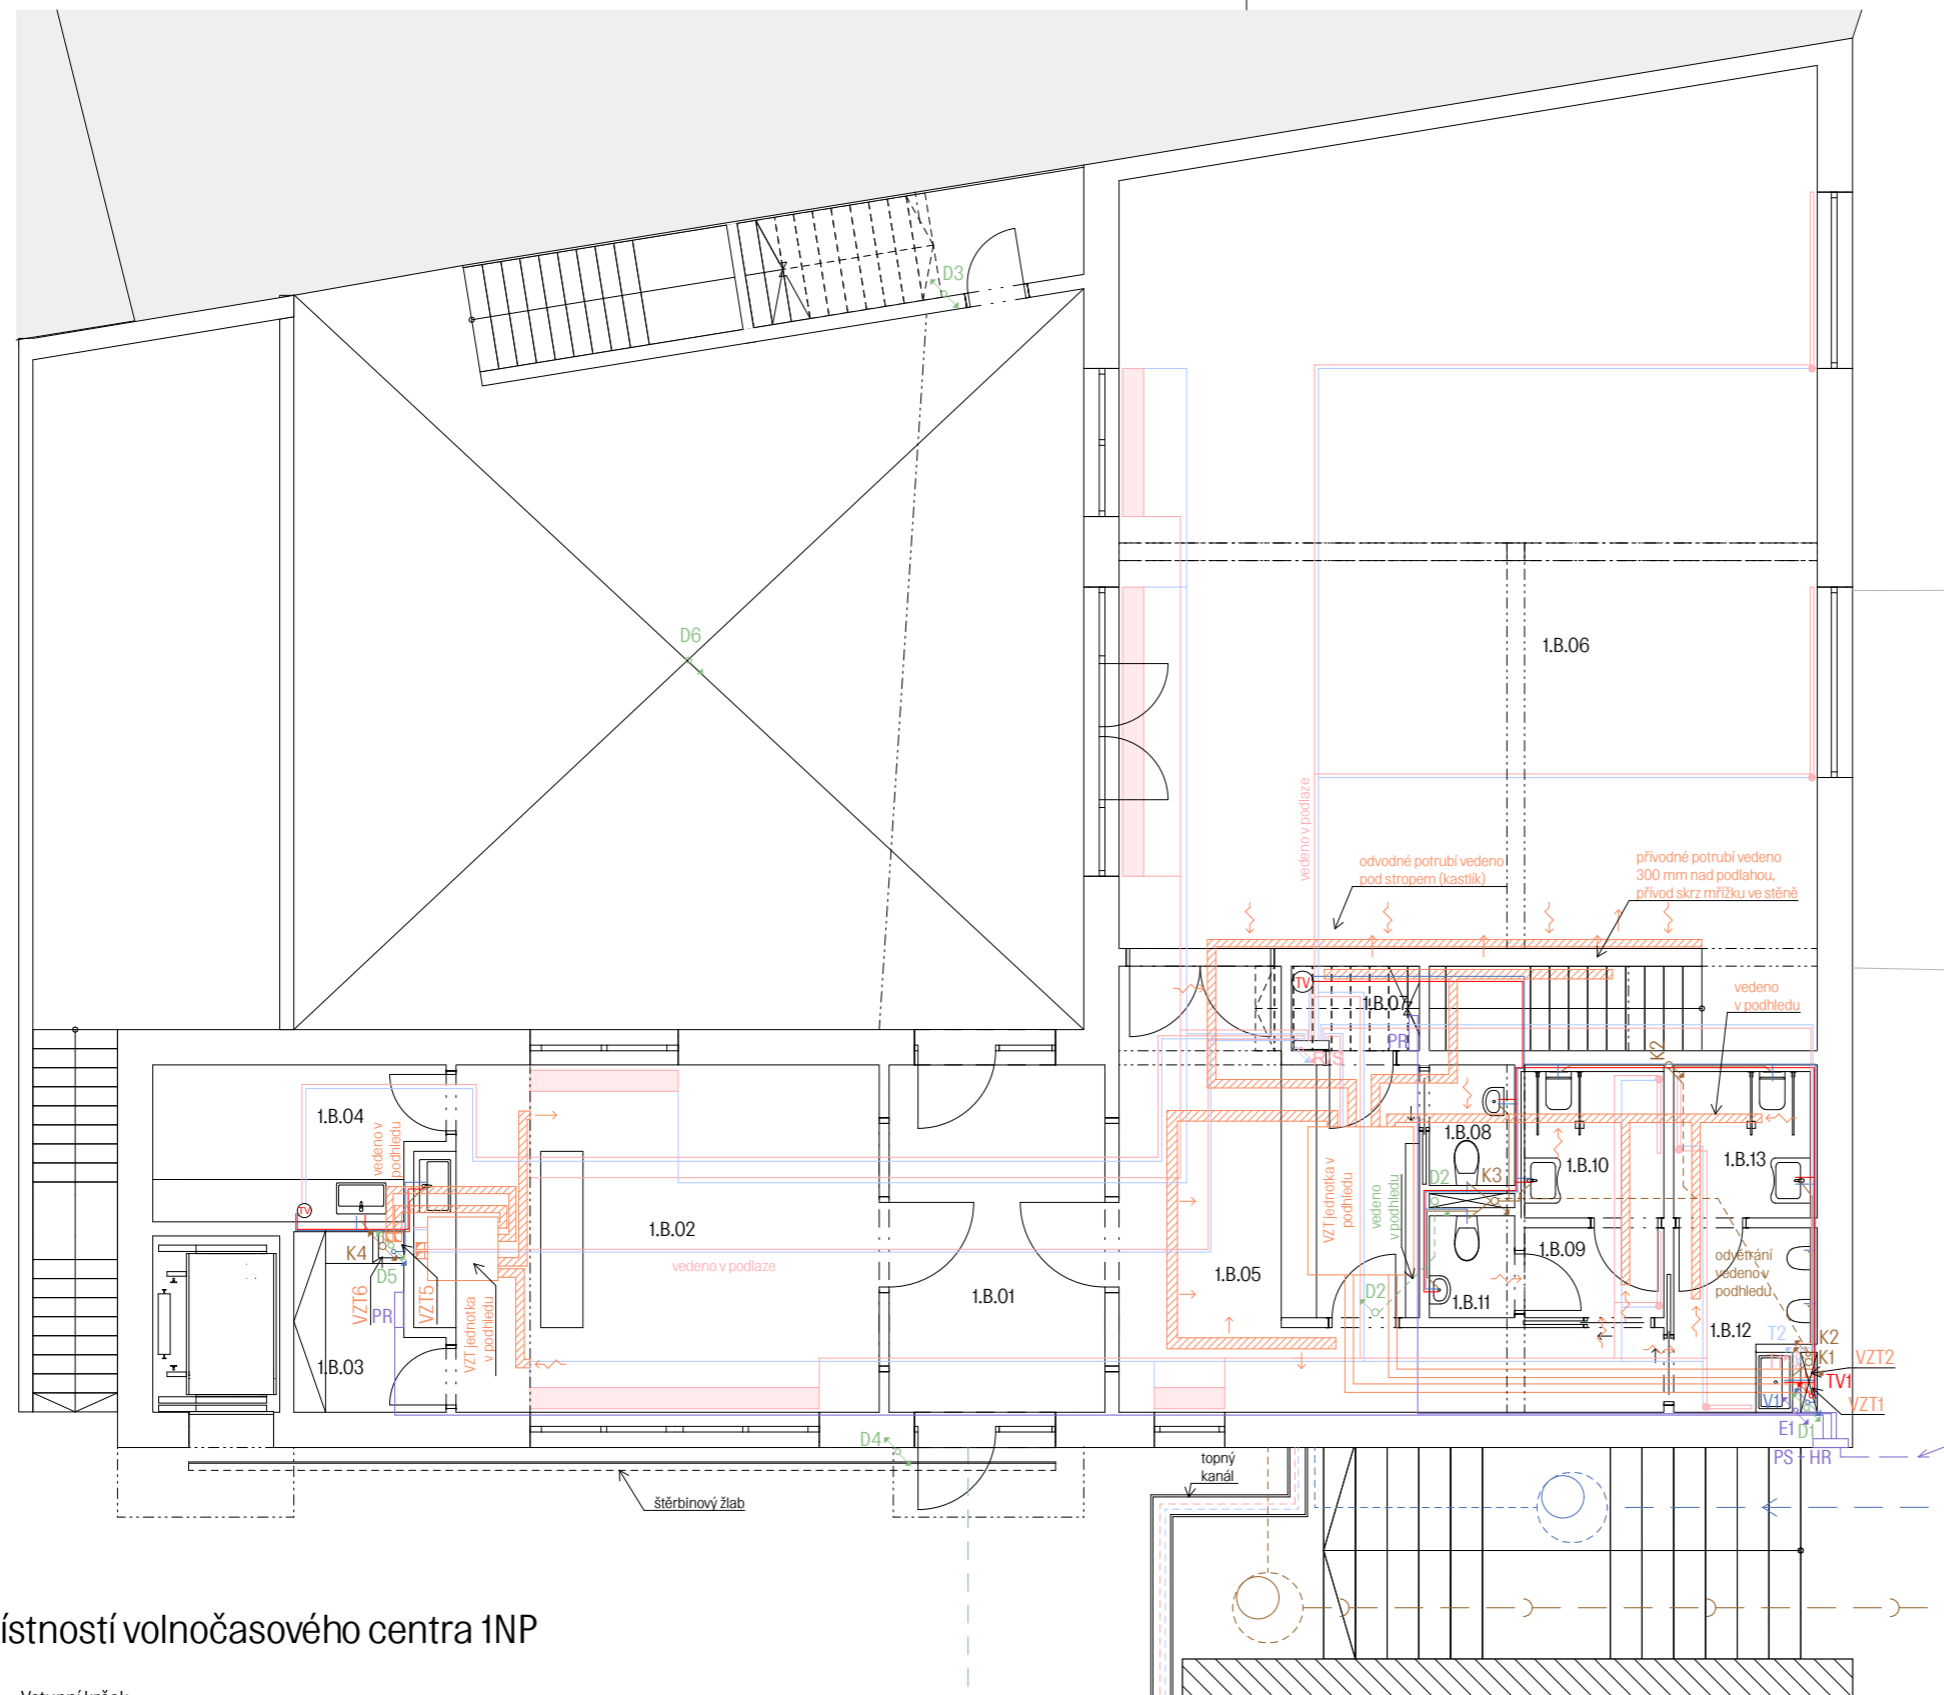 D3
D6
1.B.06
vedeno v podlaze
odvodné potrubí vedeno
pod stropem (kastlík)
přívodné potrubí vedeno
300 mm nad podlahou,
přívod skrz mřížku ve stěně
vedeno
v podhledu
TV
1.B.07
PR
K2
1.B.04
vedeno v
podhledu
TV
K4
D5
VZT6
VZT5
PR
1.B.03
VZT jednotka
v podhledu
1.B.02
vedeno v podlaze
1.B.01
1.B.05
VZT jednotka v
podhledu
vedeno
v podhledu
D2
D2
K3
1.B.08
1.B.10
1.B.13
1.B.09
1.B.11
odvětrání
vedeno v
podhledu
1.B.12
T2
K2
K1
VZT2
TV1
VZT1
V1
E1
D1
PS - HR
D4
štěrbinový žlab
topný
kanál
ístností volnočasového centra 1NP